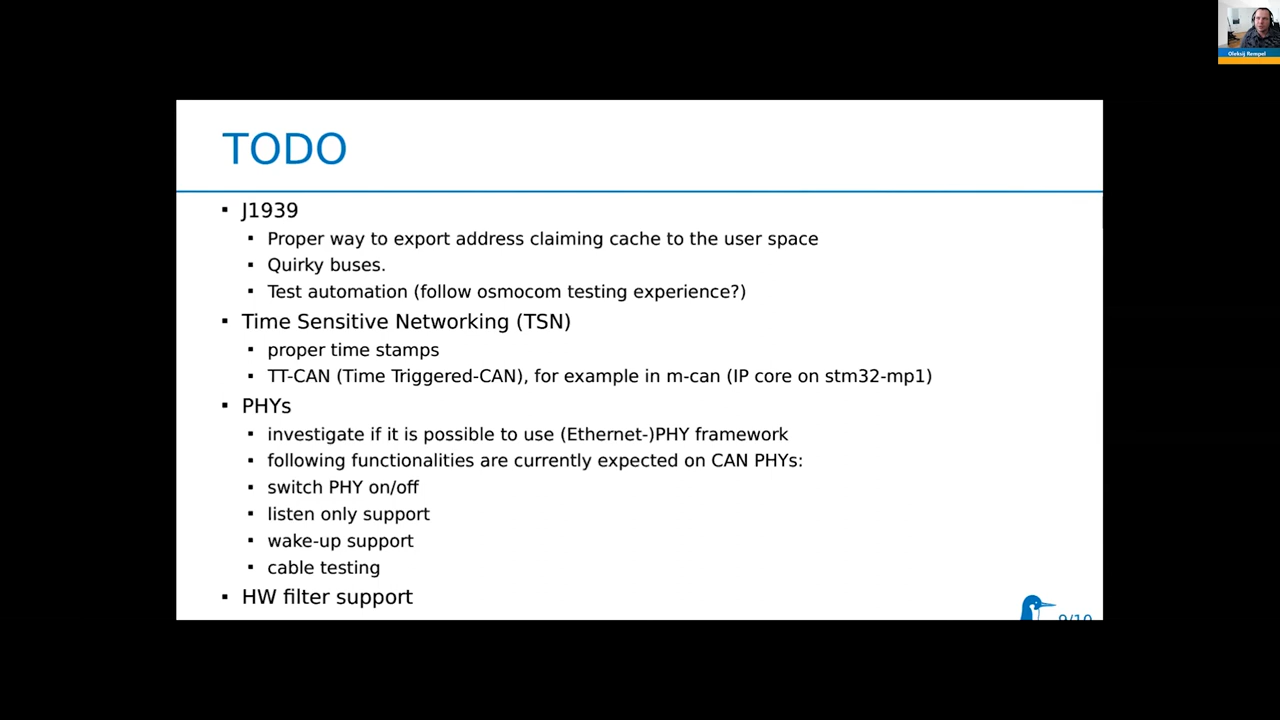 Oleksij Rempel
TODO
J1939
Proper way to export address claiming cache to the user space
Quirky buses.
Test automation (follow osmocom testing experience?)
Time Sensitive Networking (TSN)
proper time stamps
TT-CAN (Time Triggered-CAN), for example in m-can (IP core on stm32-mp1)
PHYs
investigate if it is possible to use (Ethernet-)PHY framework
following functionalities are currently expected on CAN PHYs:
switch PHY on/off
listen only support
wake-up support
cable testing
HW filter support
9/10